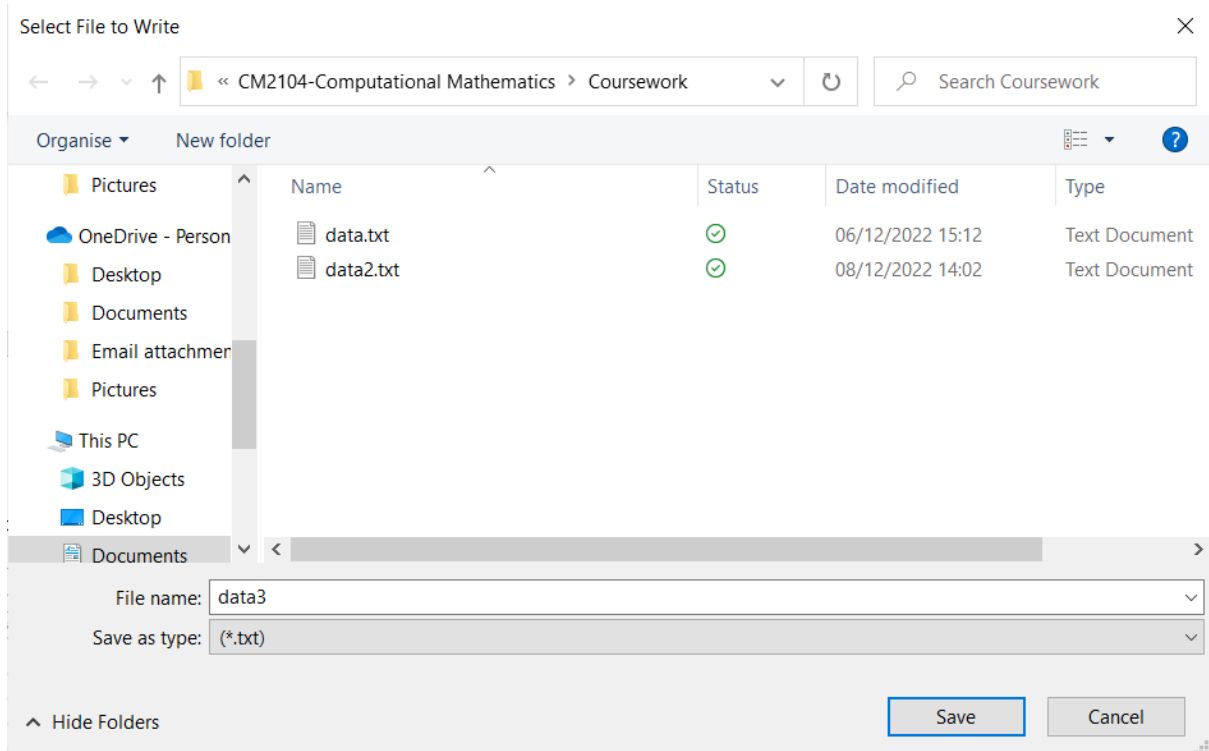 Select File to Write
« CM2104-Computational Mathematics > Coursework
Search Coursework
Organise
New folder
?
Pictures
OneDrive - Person
Desktop
Documents
Email attachmen
Pictures
This PC
3D Objects
Desktop
Documents
Name Status Date modified Type
data.txt 06/12/2022 15:12 Text Document
data2.txt 08/12/2022 14:02 Text Document
File name: data3
Save as type: (*.txt)
Hide Folders
Save
Cancel